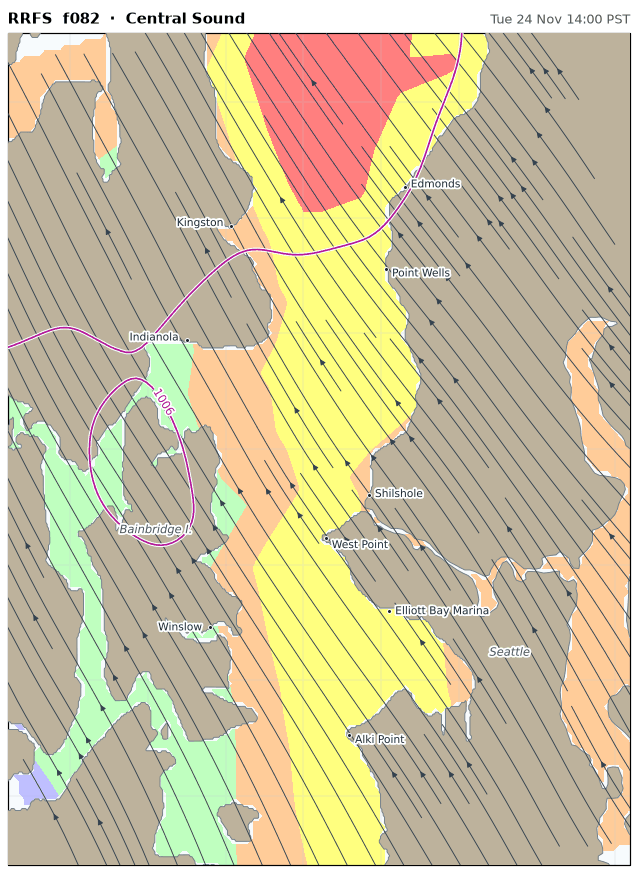 RRFS f082 · Central Sound
Tue 24 Nov 14:00 PST
Edmonds
Kingston
Point Wells
Indianola
1006
Shilshole
Bainbridge I.
West Point
Elliott Bay Marina
Winslow
Seattle
Alki Point